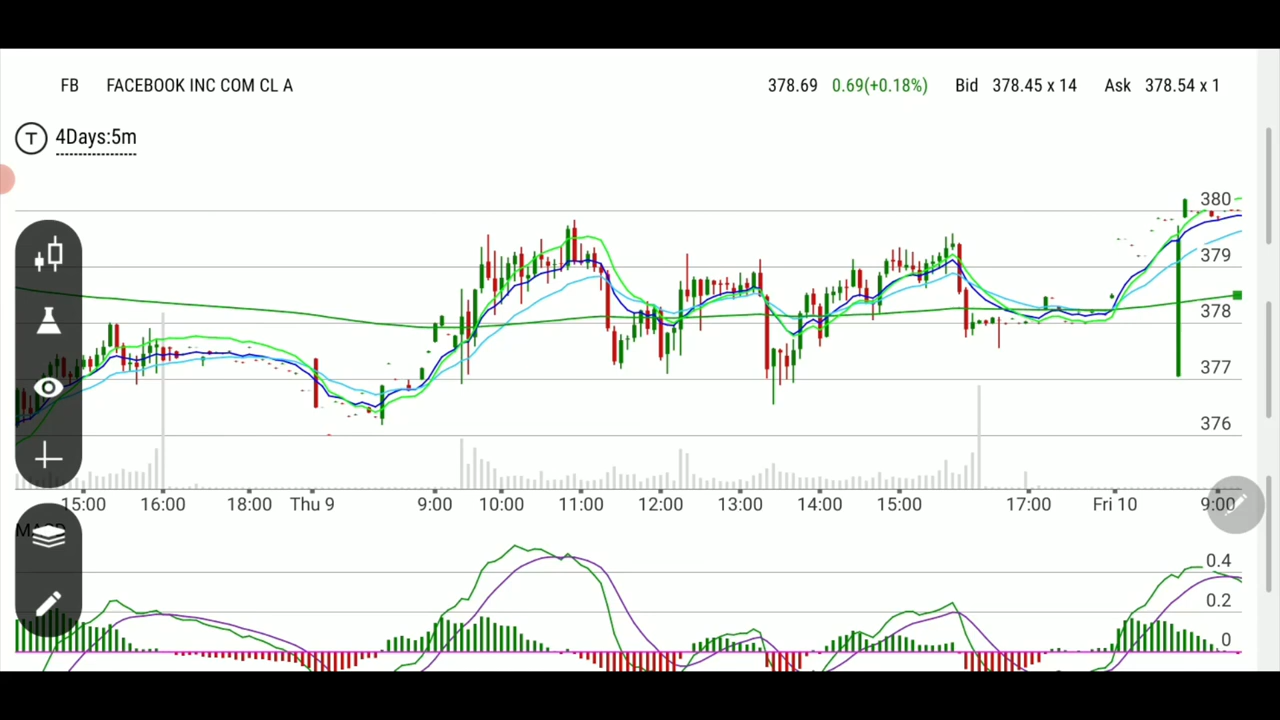 FB FACEBOOK INC COM CL A 378.69 0.69(+0.18%) Bid 378.45 x 14 Ask 378.54 x 1
T 4Days:5m
380
379
378
377
376
15:00 16:00 18:00 Thu 9 9:00 10:00 11:00 12:00 13:00 14:00 15:00 17:00 Fri 10 9:00
MACD
0.4
0.2
0